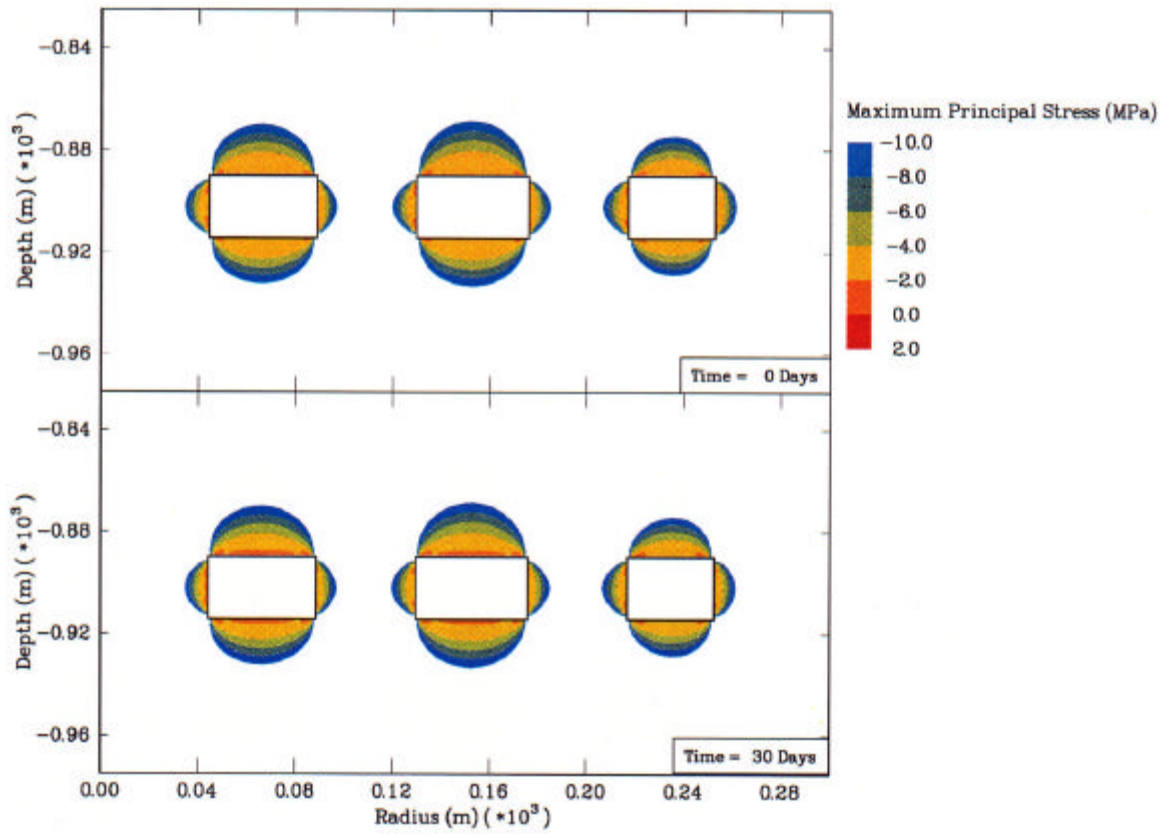 Maximum Principal Stress (MPa)
-10.0
-8.0
-6.0
-4.0
-2.0
0.0
2.0
Depth (m) ( *10³)
-0.84
-0.88
-0.92
-0.96
Time = 0 Days
Depth (m) ( *10³)
-0.84
-0.88
-0.92
-0.96
Time = 30 Days
0.00 0.04 0.08 0.12 0.16 0.20 0.24 0.28
Radius (m) ( *10³)